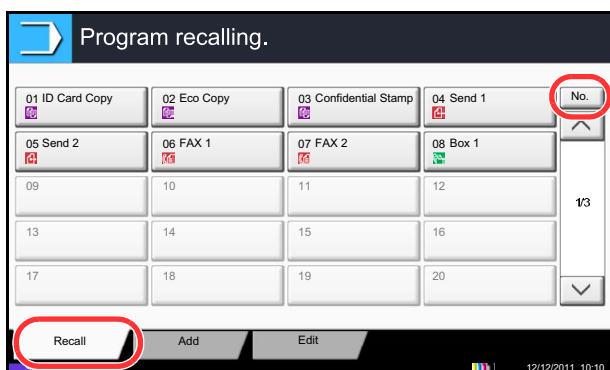 Program recalling.
01 ID Card Copy 02 Eco Copy 03 Confidential Stamp 04 Send 1 No.
05 Send 2 06 FAX 1 07 FAX 2 08 Box 1
09 10 11 12
1/3
13 14 15 16
17 18 19 20
Recall Add Edit
12/12/2011 10:10